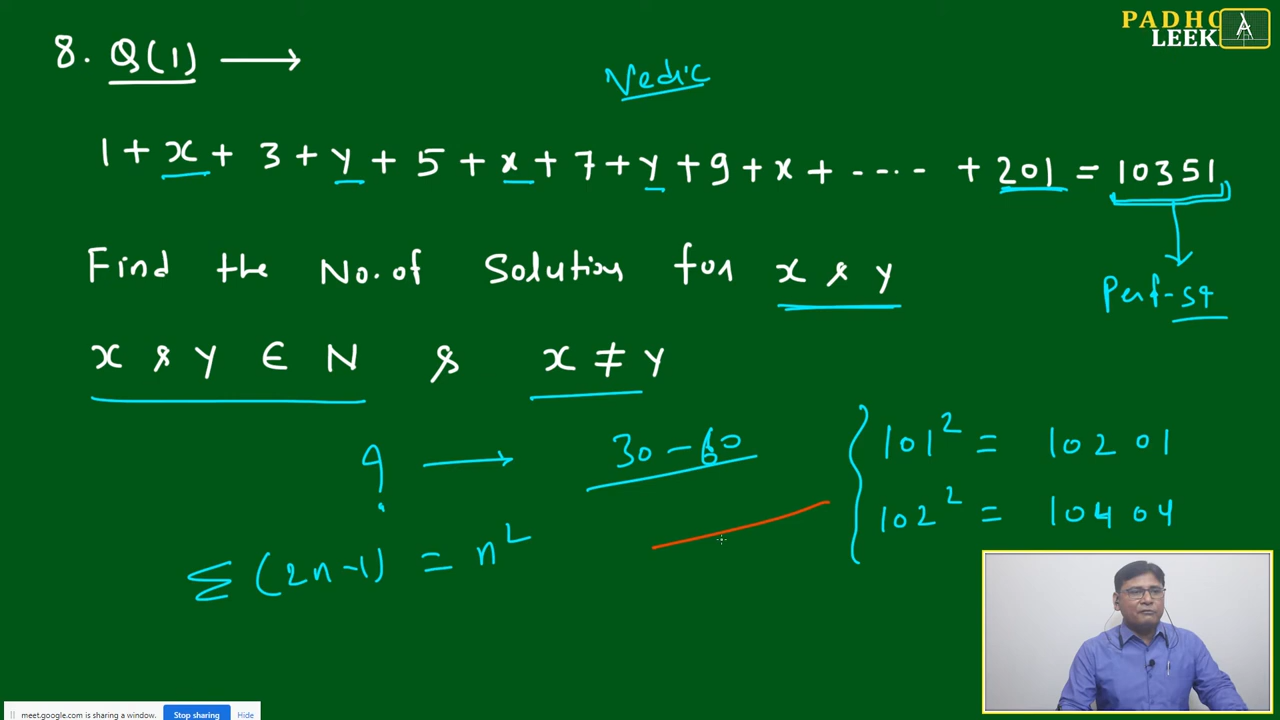 PADHO
LEEK
8. Q(1) →
Vedic
1 + x + 3 + y + 5 + x + 7 + y + 9 + x + ---- + 201 = 10351
Find the No. of Solution for x & y
Perf-sq
x & y ∈ N & x ≠ y
? → 30-60
101² = 10201
102² = 10404
Σ(2n-1) = n²
meet.google.com is sharing a window.
Stop sharing
Hide